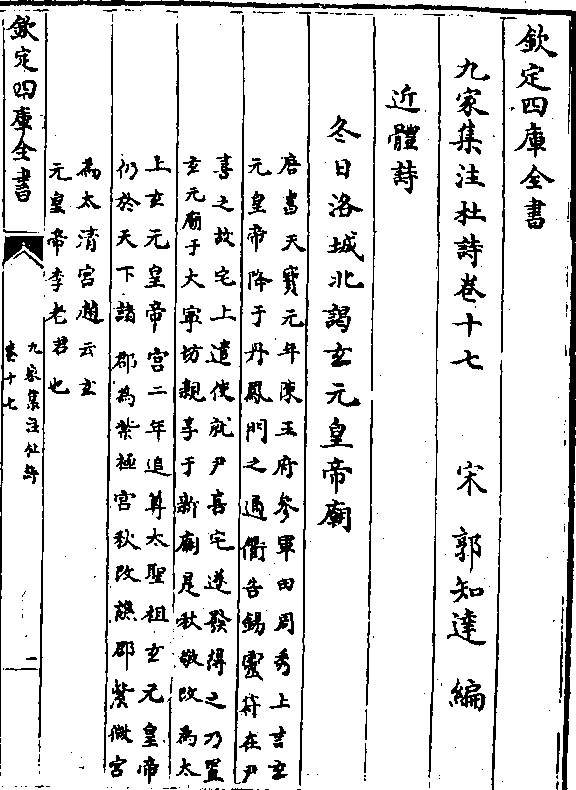 欽定四庫全書
九家集注杜詩卷十七
宋 郭知達 編
近體詩
冬日洛城北謁玄元皇帝廟
唐書天寶元年陳王府參軍田周秀上言玄
元皇帝降于丹鳳門之通衢告錫靈符在尹
喜之故宅上遣使就尹喜宅遂發得之乃置
玄元廟于大寧坊親享于新廟是秋敬改為太
上玄元皇帝宮二年追尊太聖祖玄元皇帝
仍於天下諸郡為紫極宮秋改譙郡紫微宮
為太清宮趙云玄
元皇帝李老君也
欽定四庫全書
九家集注杜詩
卷十七
一